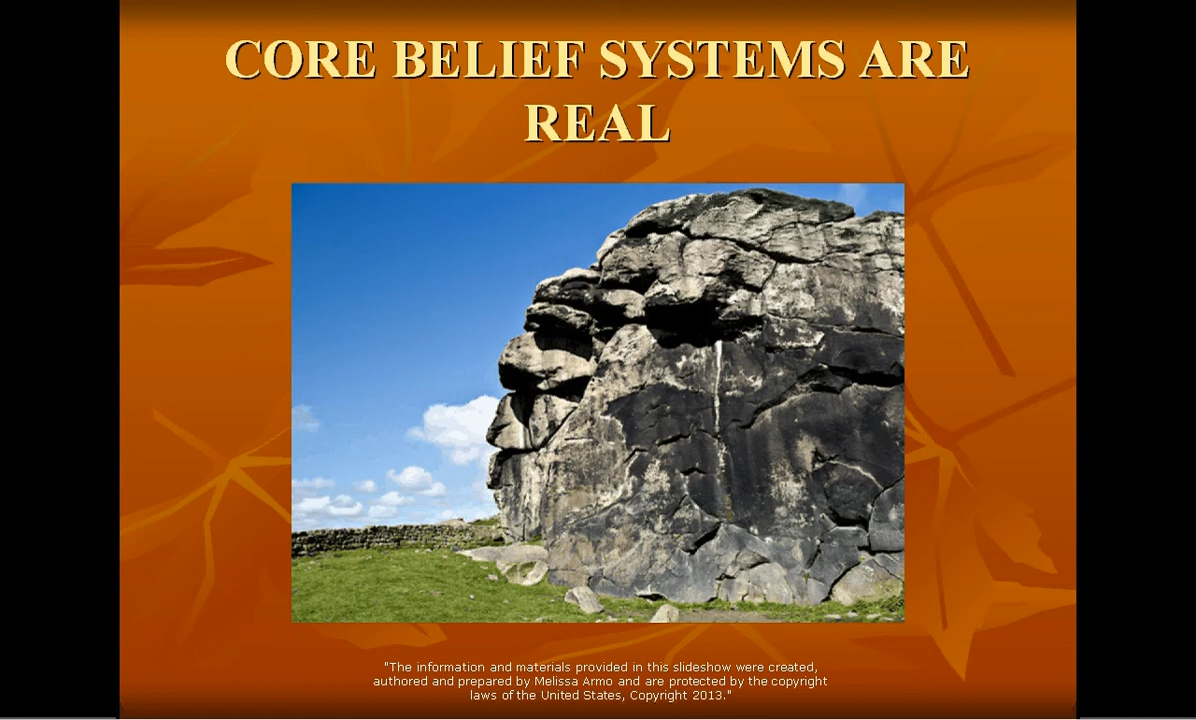 CORE BELIEF SYSTEMS ARE
REAL
"The information and materials provided in this slideshow were created,
authored and prepared by Melissa Armo and are protected by the copyright
laws of the United States, Copyright 2013."